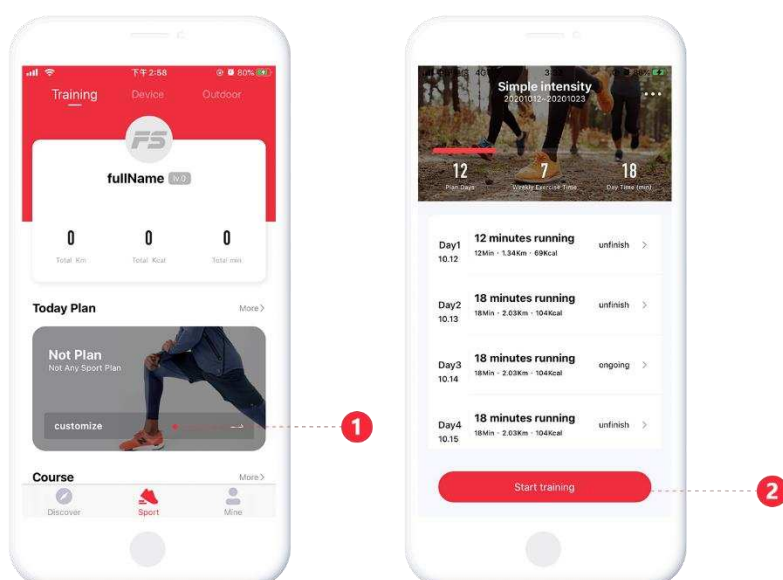 下午2:58
80%
Training Device Outdoor
FS
fullName lv.0
0 0 0
Total Km Total Kcal Total min
Today Plan More >
Not Plan
Not Any Sport Plan
customize
Course More >
Discover Sport Mine
1
Simple intensity
20201012~20201023
12 7 18
Plan Days Weekly Exercise Time Day Time (min)
Day1 12 minutes running unfinish >
10.12 12Min - 1.34Km - 69Kcal
Day2 18 minutes running unfinish >
10.13 18Min - 2.03Km - 104Kcal
Day3 18 minutes running ongoing >
10.14 18Min - 2.03Km - 104Kcal
Day4 18 minutes running unfinish >
10.15 18Min - 2.03Km - 104Kcal
Start training
2